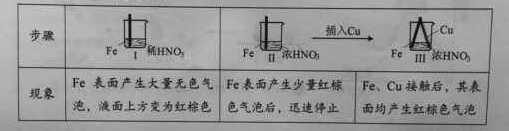 步骤
Fe I 稀HNO₃
Fe II 浓HNO₃
插入Cu
Cu
Fe III 浓HNO₃
现象
Fe 表面产生大量无色气
泡，液面上方变为红棕色
Fe表面产生少量红棕
色气泡后，迅速停止
Fe、Cu 接触后，其表
面均产生红棕色气泡